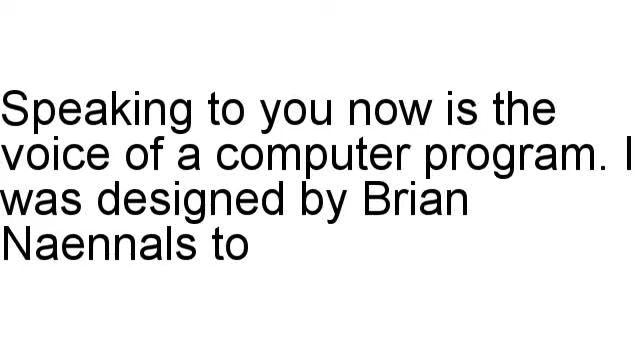 Speaking to you now is the
voice of a computer program. I
was designed by Brian
Naennals to